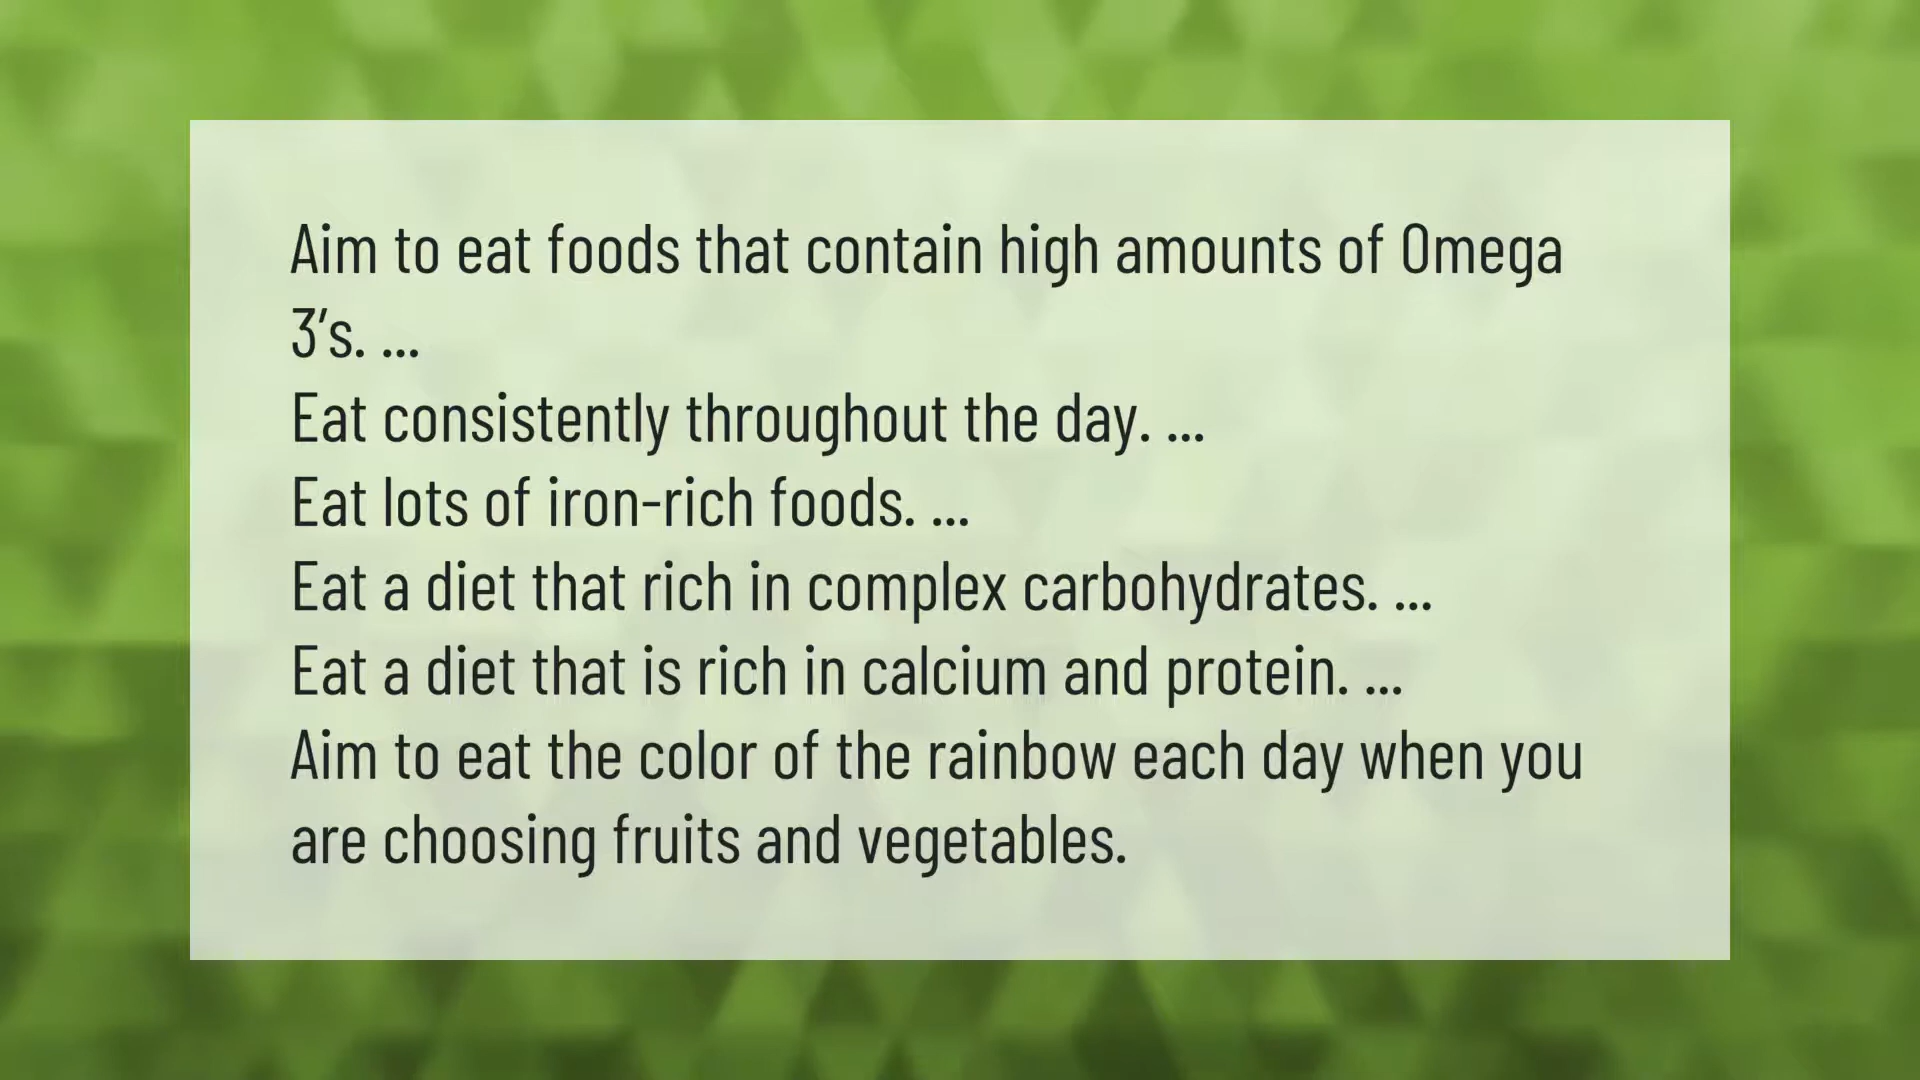 Aim to eat foods that contain high amounts of Omega
3's. ...
Eat consistently throughout the day. ...
Eat lots of iron-rich foods. ...
Eat a diet that rich in complex carbohydrates. ...
Eat a diet that is rich in calcium and protein. ...
Aim to eat the color of the rainbow each day when you
are choosing fruits and vegetables.